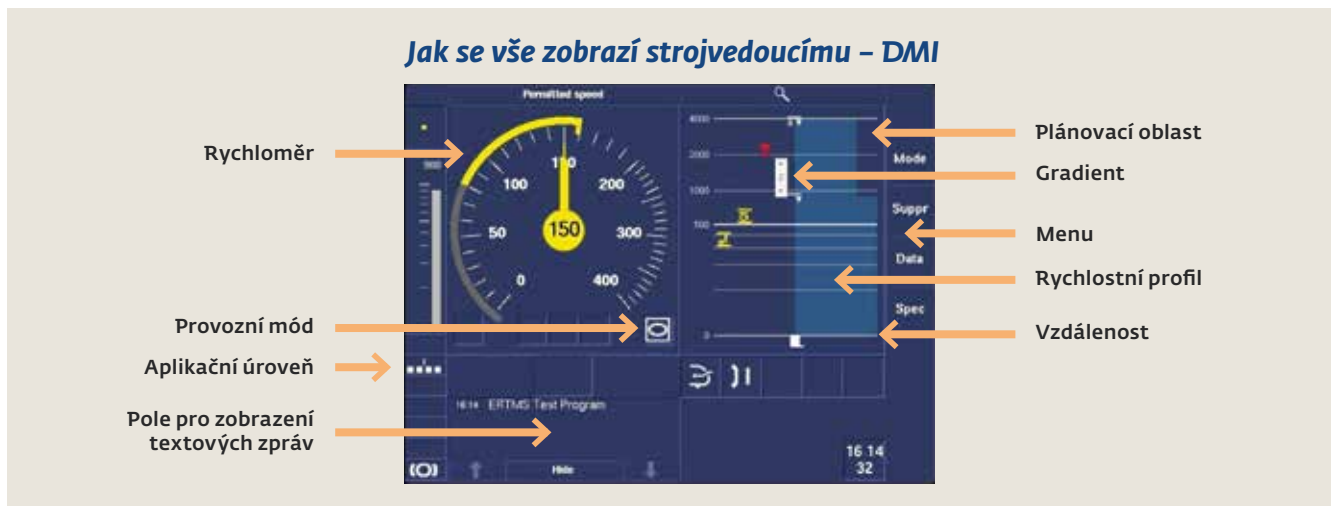 Jak se vše zobrazí strojvedoucímu – DMI
Permitted speed
Rychloměr
Provozní mód
Aplikační úroveň
Pole pro zobrazení
textových zpráv
0
50
100
150
200
300
400
150
16:14 ERTMS Text Program
Hide
4000
2000
1000
500
0
Mode
Suppr
Data
Spec
16 14
32
Plánovací oblast
Gradient
Menu
Rychlostní profil
Vzdálenost